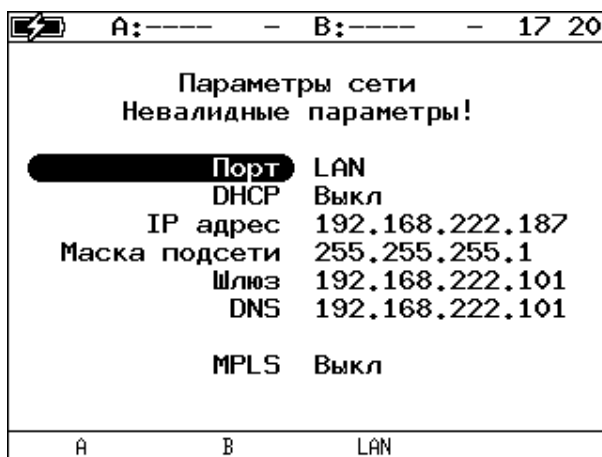 A:---- - B:---- - 17 20
Параметры сети
Невалидные параметры!
Порт LAN
DHCP Выкл
IP адрес 192.168.222.187
Маска подсети 255.255.255.1
Шлюз 192.168.222.101
DNS 192.168.222.101
MPLS Выкл
A B LAN